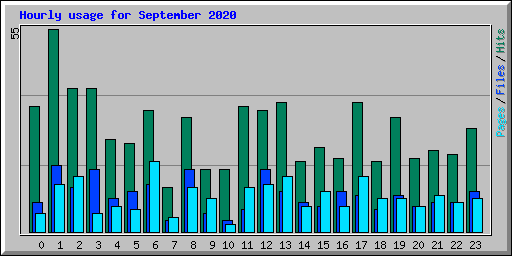 Hourly usage for September 2020
55
Pages/Files/Hits
0 1 2 3 4 5 6 7 8 9 10 11 12 13 14 15 16 17 18 19 20 21 22 23